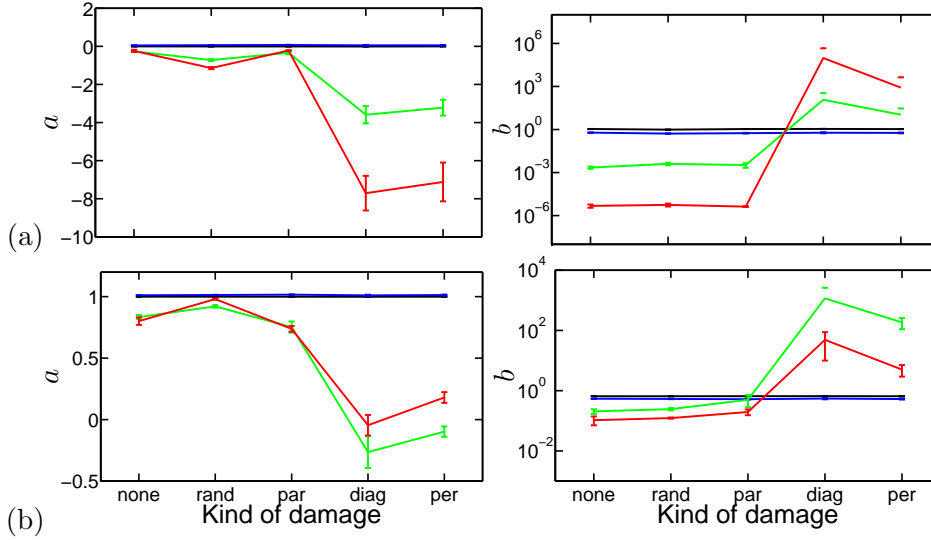 2
0
−2
−4
−6
−8
−10
a
(a)
10^6
10^3
10^0
10^−3
10^−6
b
1
0.5
0
−0.5
a
none rand par diag per
Kind of damage
(b)
10^4
10^2
10^0
10^−2
b
none rand par diag per
Kind of damage